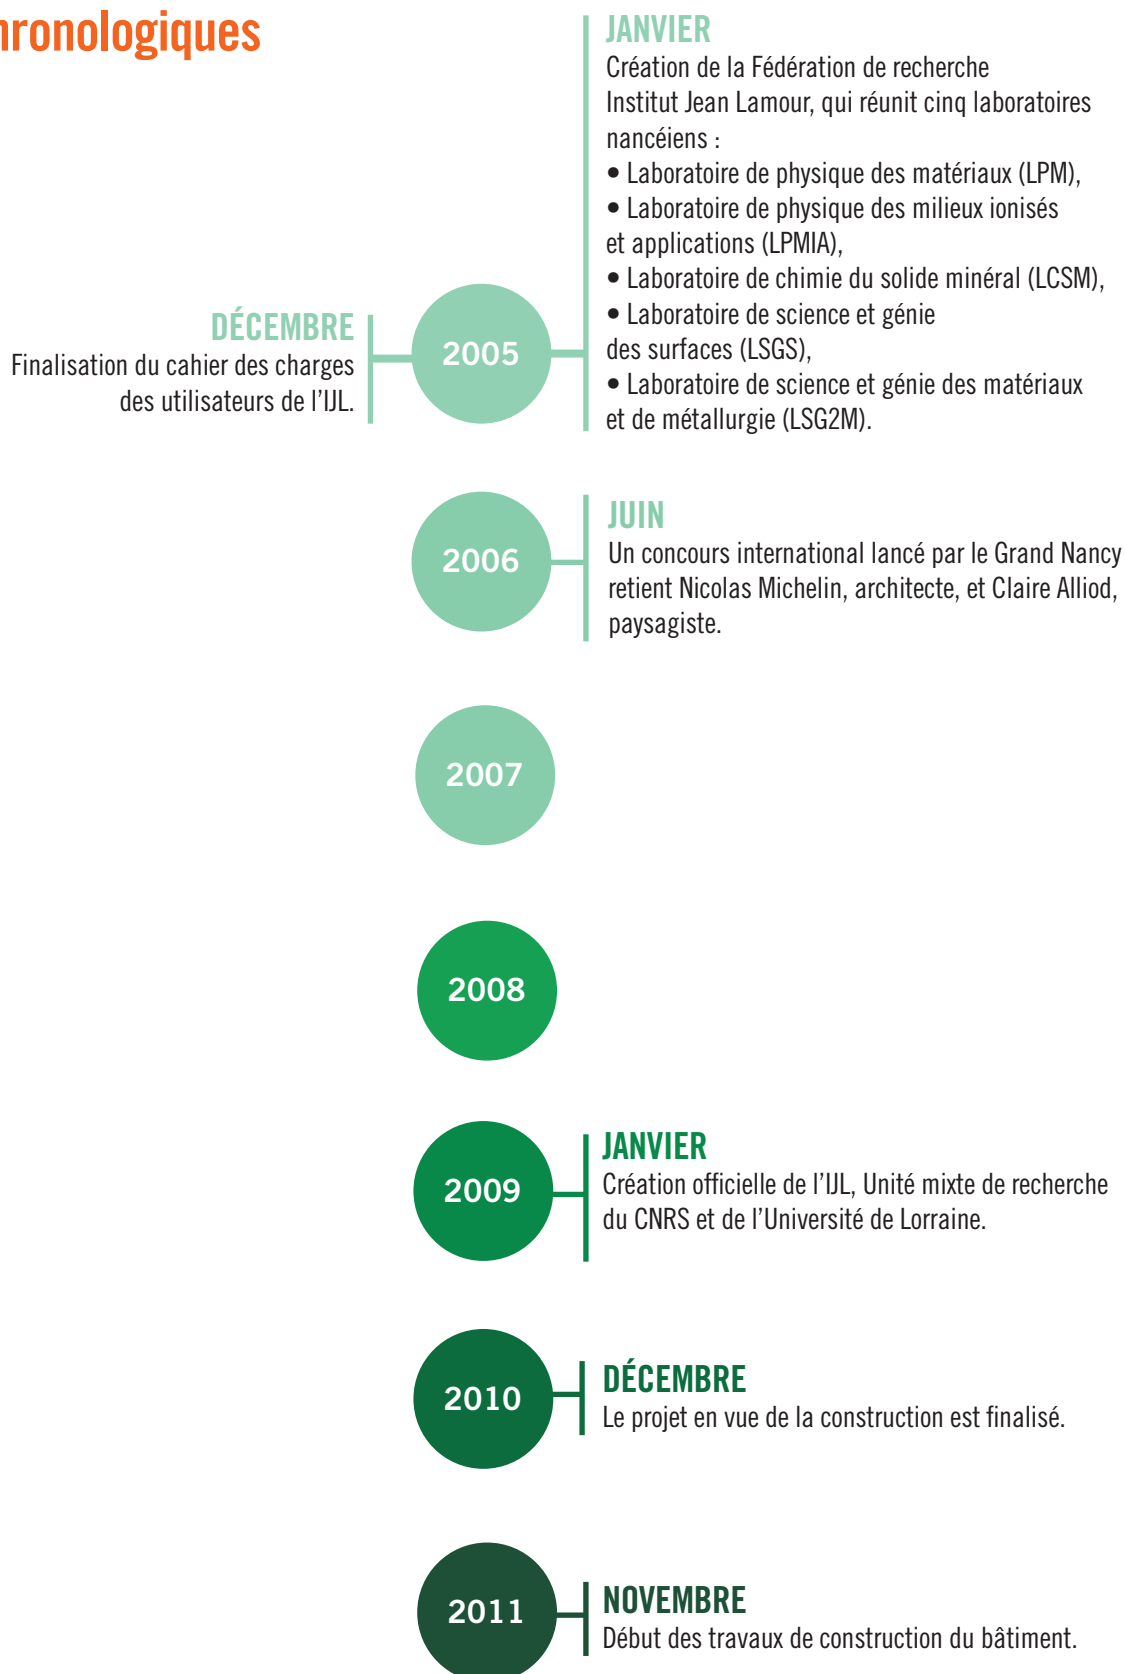 hronologiques
JANVIER
Création de la Fédération de recherche
Institut Jean Lamour, qui réunit cinq laboratoires
nancéiens :
• Laboratoire de physique des matériaux (LPM),
• Laboratoire de physique des milieux ionisés
et applications (LPMIA),
• Laboratoire de chimie du solide minéral (LCSM),
• Laboratoire de science et génie
des surfaces (LSGS),
• Laboratoire de science et génie des matériaux
et de métallurgie (LSG2M).
2005
DÉCEMBRE
Finalisation du cahier des charges
des utilisateurs de l’IJL.
2006
JUIN
Un concours international lancé par le Grand Nancy
retient Nicolas Michelin, architecte, et Claire Alliod,
paysagiste.
2007
2008
2009
JANVIER
Création officielle de l’IJL, Unité mixte de recherche
du CNRS et de l’Université de Lorraine.
2010
DÉCEMBRE
Le projet en vue de la construction est finalisé.
2011
NOVEMBRE
Début des travaux de construction du bâtiment.